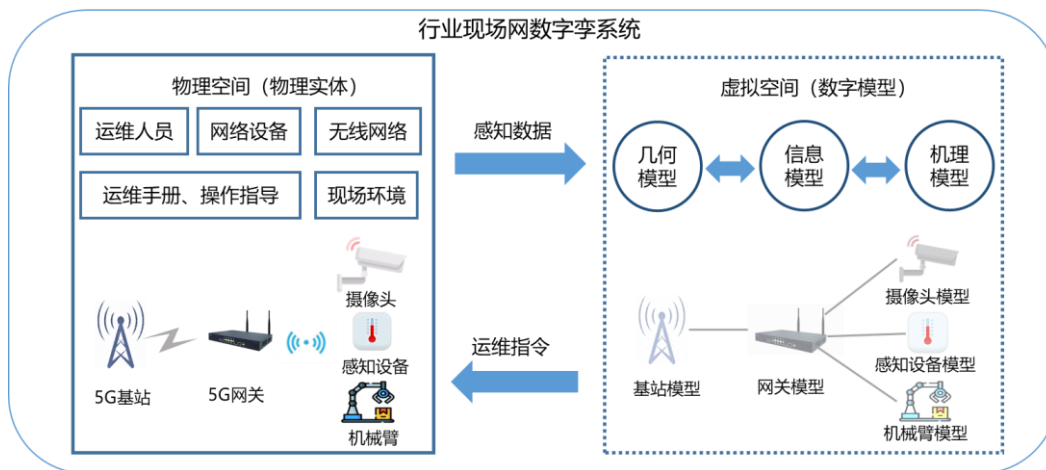 行业现场网数字孪系统
物理空间（物理实体）
运维人员
网络设备
无线网络
运维手册、操作指导
现场环境
摄像头
感知设备
5G基站
5G网关
机械臂
感知数据
运维指令
虚拟空间（数字模型）
几何
模型
信息
模型
机理
模型
摄像头模型
感知设备模型
基站模型
网关模型
机械臂模型